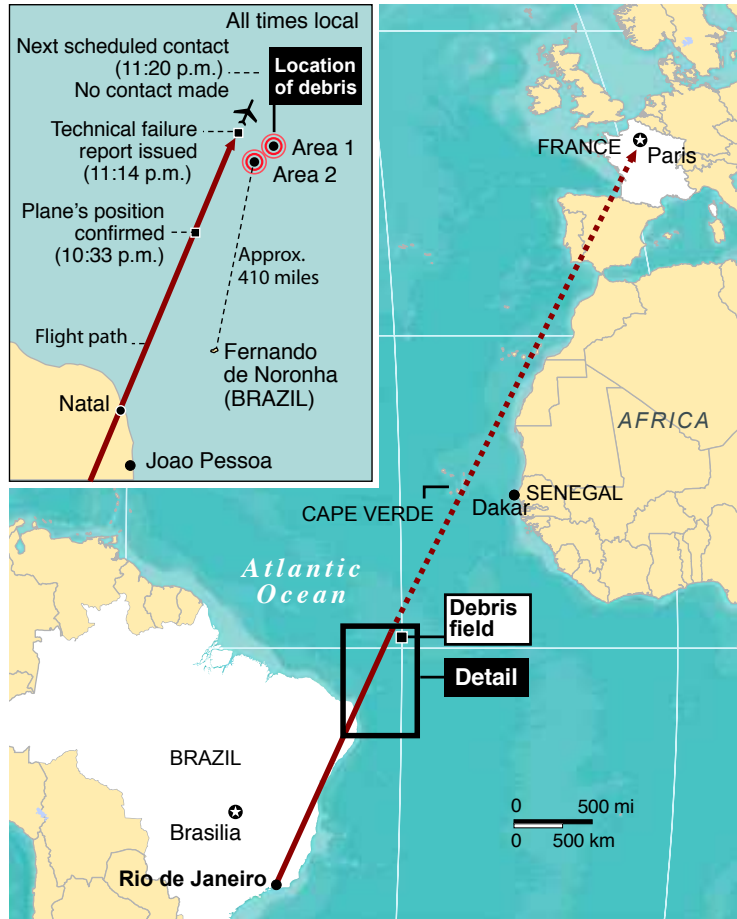 All times local
Next scheduled contact
(11:20 p.m.)
No contact made
Location
of debris
Technical failure
report issued
(11:14 p.m.)
Area 1
Area 2
Plane's position
confirmed
(10:33 p.m.)
Approx.
410 miles
Flight path
Fernando
de Noronha
(BRAZIL)
Natal
Joao Pessoa
FRANCE
Paris
AFRICA
SENEGAL
Dakar
CAPE VERDE
Atlantic
Ocean
Debris
field
Detail
BRAZIL
Brasilia
Rio de Janeiro
0 500 mi
0 500 km